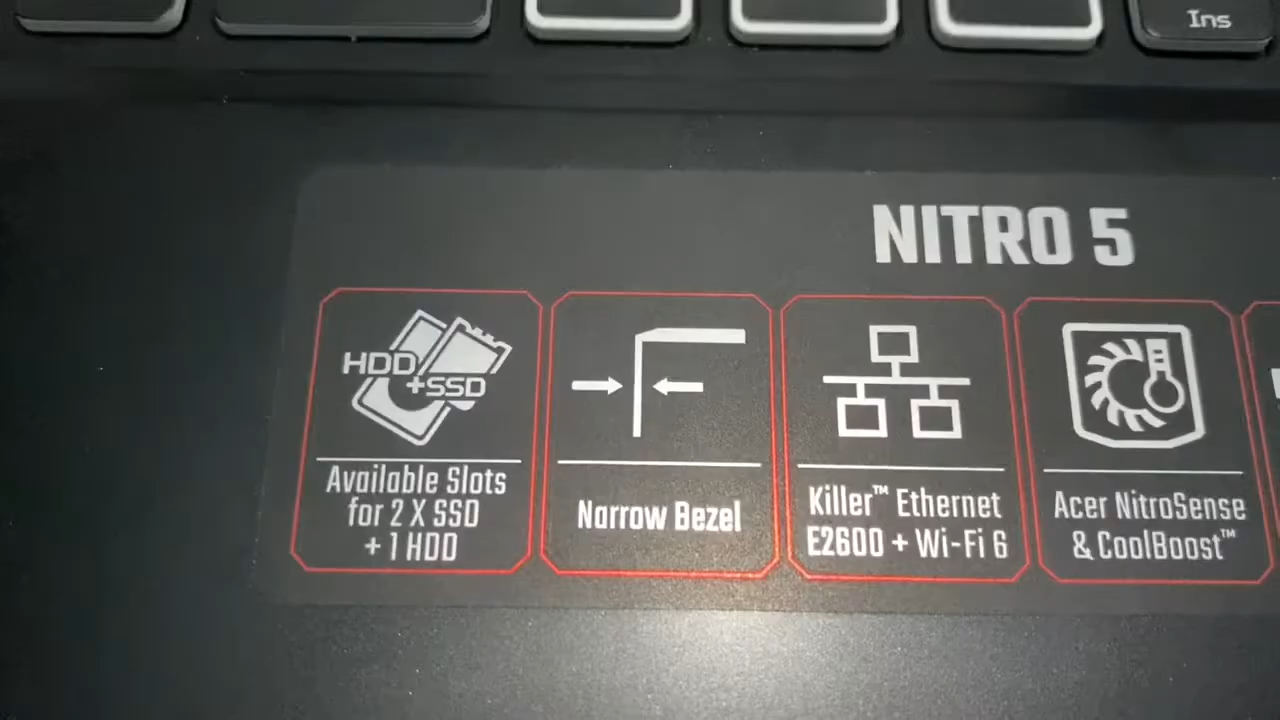 Ins
NITRO 5
HDD
+SSD
Available Slots
for 2 X SSD
+ 1 HDD
Narrow Bezel
Killer™ Ethernet
E2600 + Wi-Fi 6
Acer NitroSense
& CoolBoost™